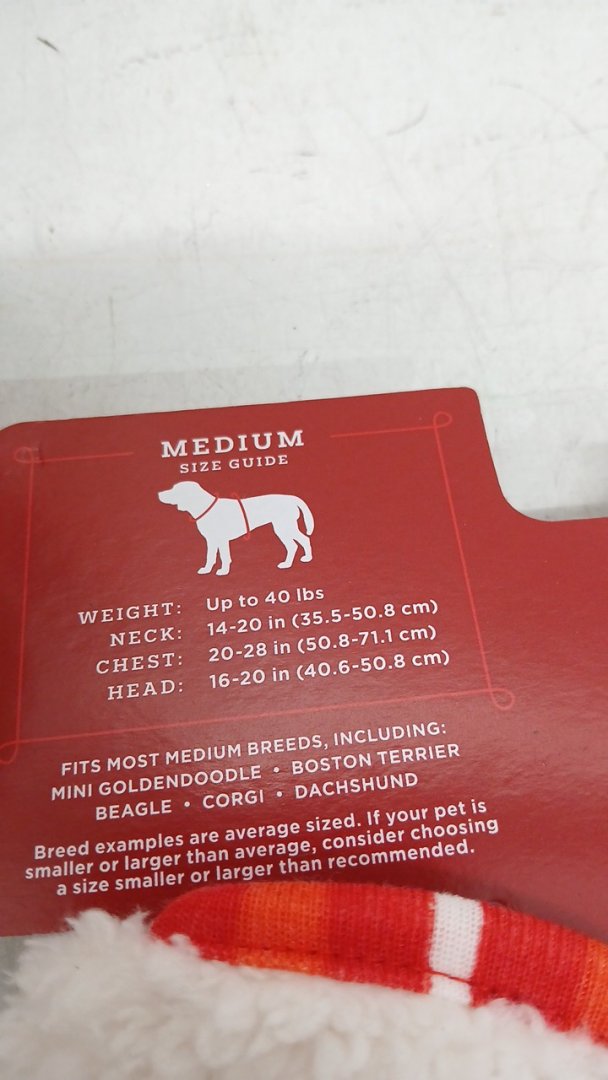 MEDIUM
SIZE GUIDE
WEIGHT: Up to 40 lbs
NECK: 14-20 in (35.5-50.8 cm)
CHEST: 20-28 in (50.8-71.1 cm)
HEAD: 16-20 in (40.6-50.8 cm)
FITS MOST MEDIUM BREEDS, INCLUDING:
MINI GOLDENDOODLE • BOSTON TERRIER
BEAGLE • CORGI • DACHSHUND
Breed examples are average sized. If your pet is
smaller or larger than average, consider choosing
a size smaller or larger than recommended.